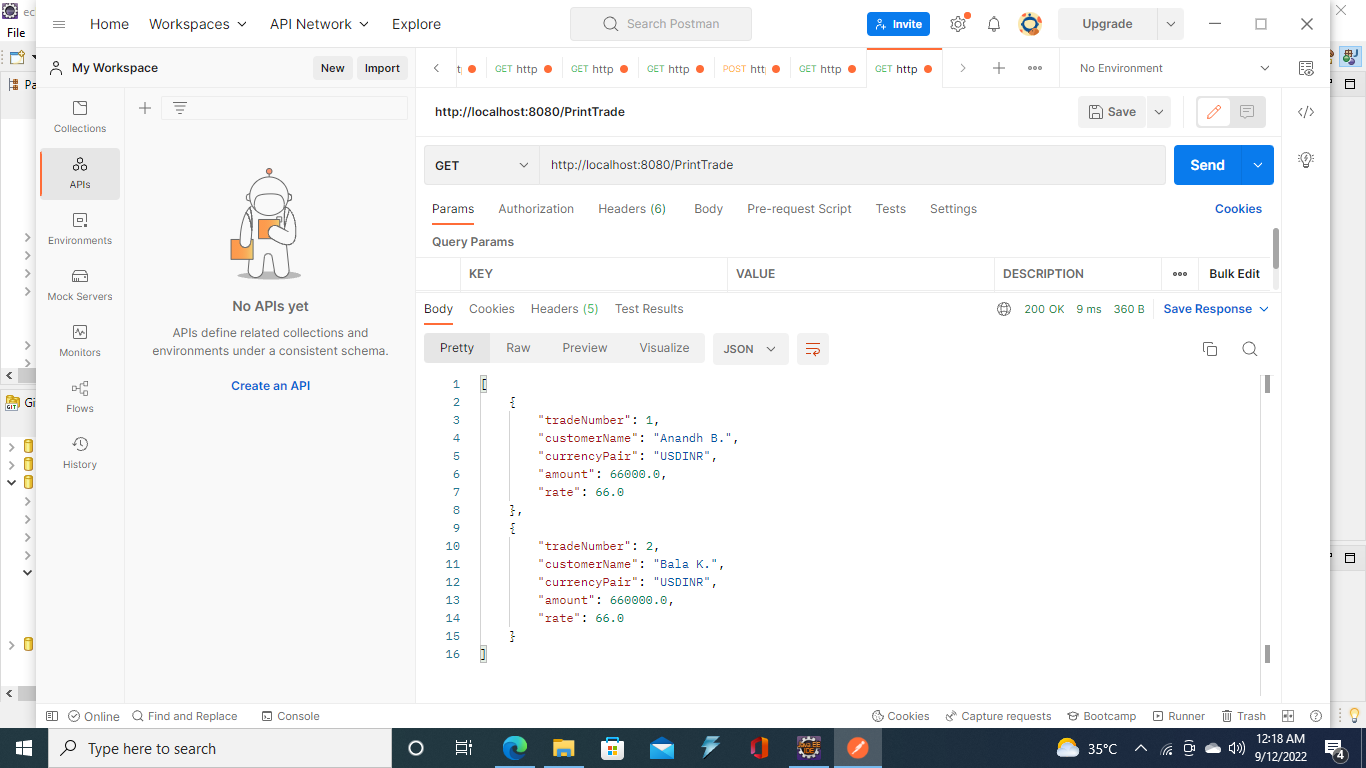 ec
File
Home
Workspaces
API Network
Explore
Search Postman
Invite
Upgrade
My Workspace
New
Import
GET http
GET http
GET http
POST htt
GET http
GET http
No Environment
Pa
Collections
APIs
Environments
Mock Servers
Monitors
Flows
History
Gi
GIT
No APIs yet
APIs define related collections and
environments under a consistent schema.
Create an API
http://localhost:8080/PrintTrade
Save
GET
http://localhost:8080/PrintTrade
Send
Params
Authorization
Headers (6)
Body
Pre-request Script
Tests
Settings
Cookies
Query Params
KEY
VALUE
DESCRIPTION
Bulk Edit
Body
Cookies
Headers (5)
Test Results
200 OK
9 ms
360 B
Save Response
Pretty
Raw
Preview
Visualize
JSON
1 [
2 {
3 "tradeNumber": 1,
4 "customerName": "Anandh B.",
5 "currencyPair": "USDINR",
6 "amount": 66000.0,
7 "rate": 66.0
8 },
9 {
10 "tradeNumber": 2,
11 "customerName": "Bala K.",
12 "currencyPair": "USDINR",
13 "amount": 660000.0,
14 "rate": 66.0
15 }
16 ]
Online
Find and Replace
Console
Cookies
Capture requests
Bootcamp
Runner
Trash
Type here to search
Java EE
IDE
35°C
12:18 AM
9/12/2022
4